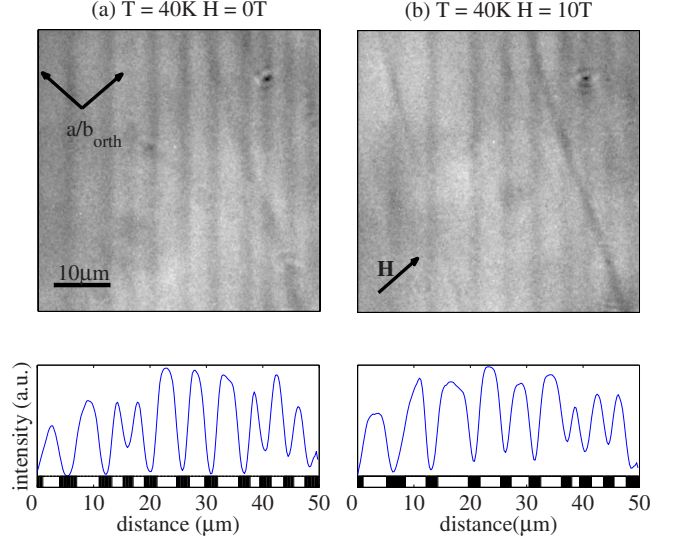 (a) T = 40K H = 0T
(b) T = 40K H = 10T
a/b orth
10μm
H
intensity (a.u.)
0 10 20 30 40 50
0 10 20 30 40 50
distance (μm)
distance(μm)